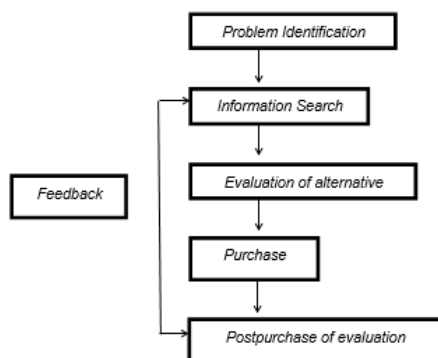 Problem Identification
Information Search
Evaluation of alternative
Feedback
Purchase
Postpurchase of evaluation